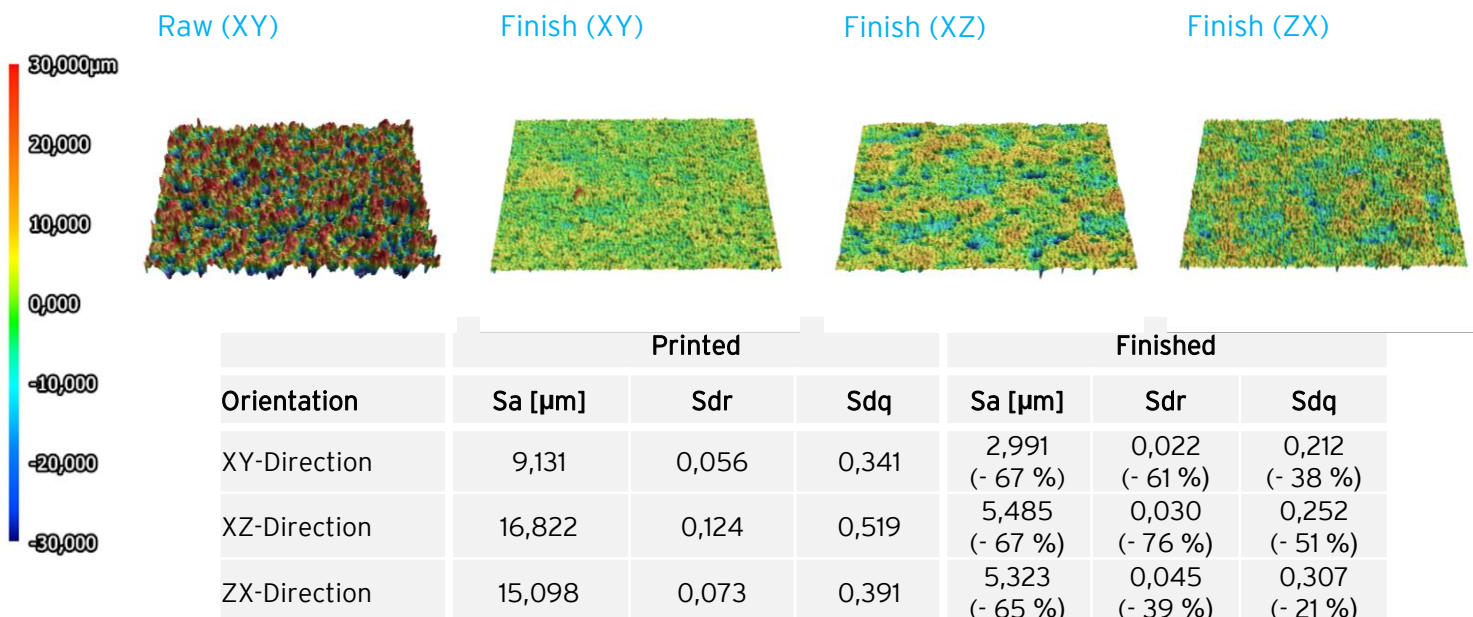 Raw (XY) Finish (XY) Finish (XZ) Finish (ZX)
30,000µm
20,000
10,000
0,000
-10,000
-20,000
-30,000
Printed Finished
Orientation Sa [µm] Sdr Sdq Sa [µm] Sdr Sdq
XY-Direction 9,131 0,056 0,341 2,991 0,022 0,212
(- 67 %) (- 61 %) (- 38 %)
XZ-Direction 16,822 0,124 0,519 5,485 0,030 0,252
(- 67 %) (- 76 %) (- 51 %)
ZX-Direction 15,098 0,073 0,391 5,323 0,045 0,307
(- 65 %) (- 39 %) (- 21 %)